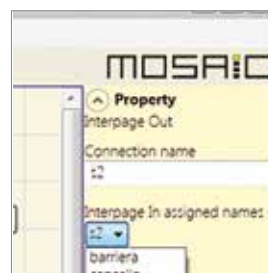 MOSAIC
Property
Interpage Out
Connection name
s2
Interpage In assigned names
s2
barriera